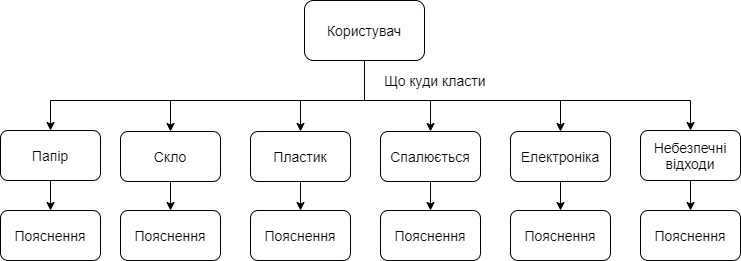 Користувач
Що куди класти
Папір
Скло
Пластик
Спалюється
Електроніка
Небезпечні
відходи
Пояснення
Пояснення
Пояснення
Пояснення
Пояснення
Пояснення